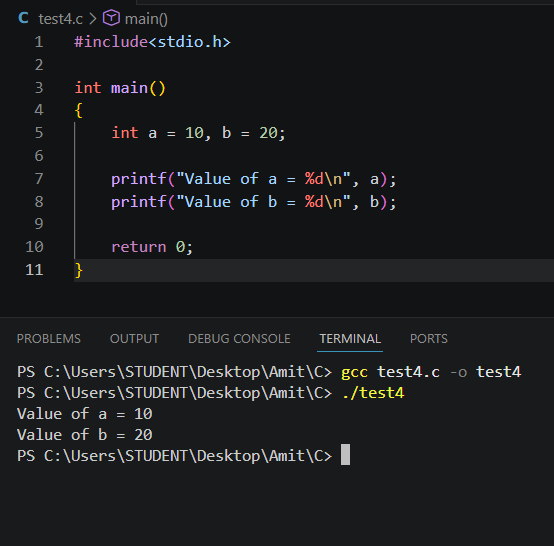 C test4.c > main()
1 #include<stdio.h>
2
3 int main()
4 {
5     int a = 10, b = 20;
6
7     printf("Value of a = %d\n", a);
8     printf("Value of b = %d\n", b);
9
10     return 0;
11 }
PROBLEMS OUTPUT DEBUG CONSOLE TERMINAL PORTS
PS C:\Users\STUDENT\Desktop\Amit\C> gcc test4.c -o test4
PS C:\Users\STUDENT\Desktop\Amit\C> ./test4
Value of a = 10
Value of b = 20
PS C:\Users\STUDENT\Desktop\Amit\C>